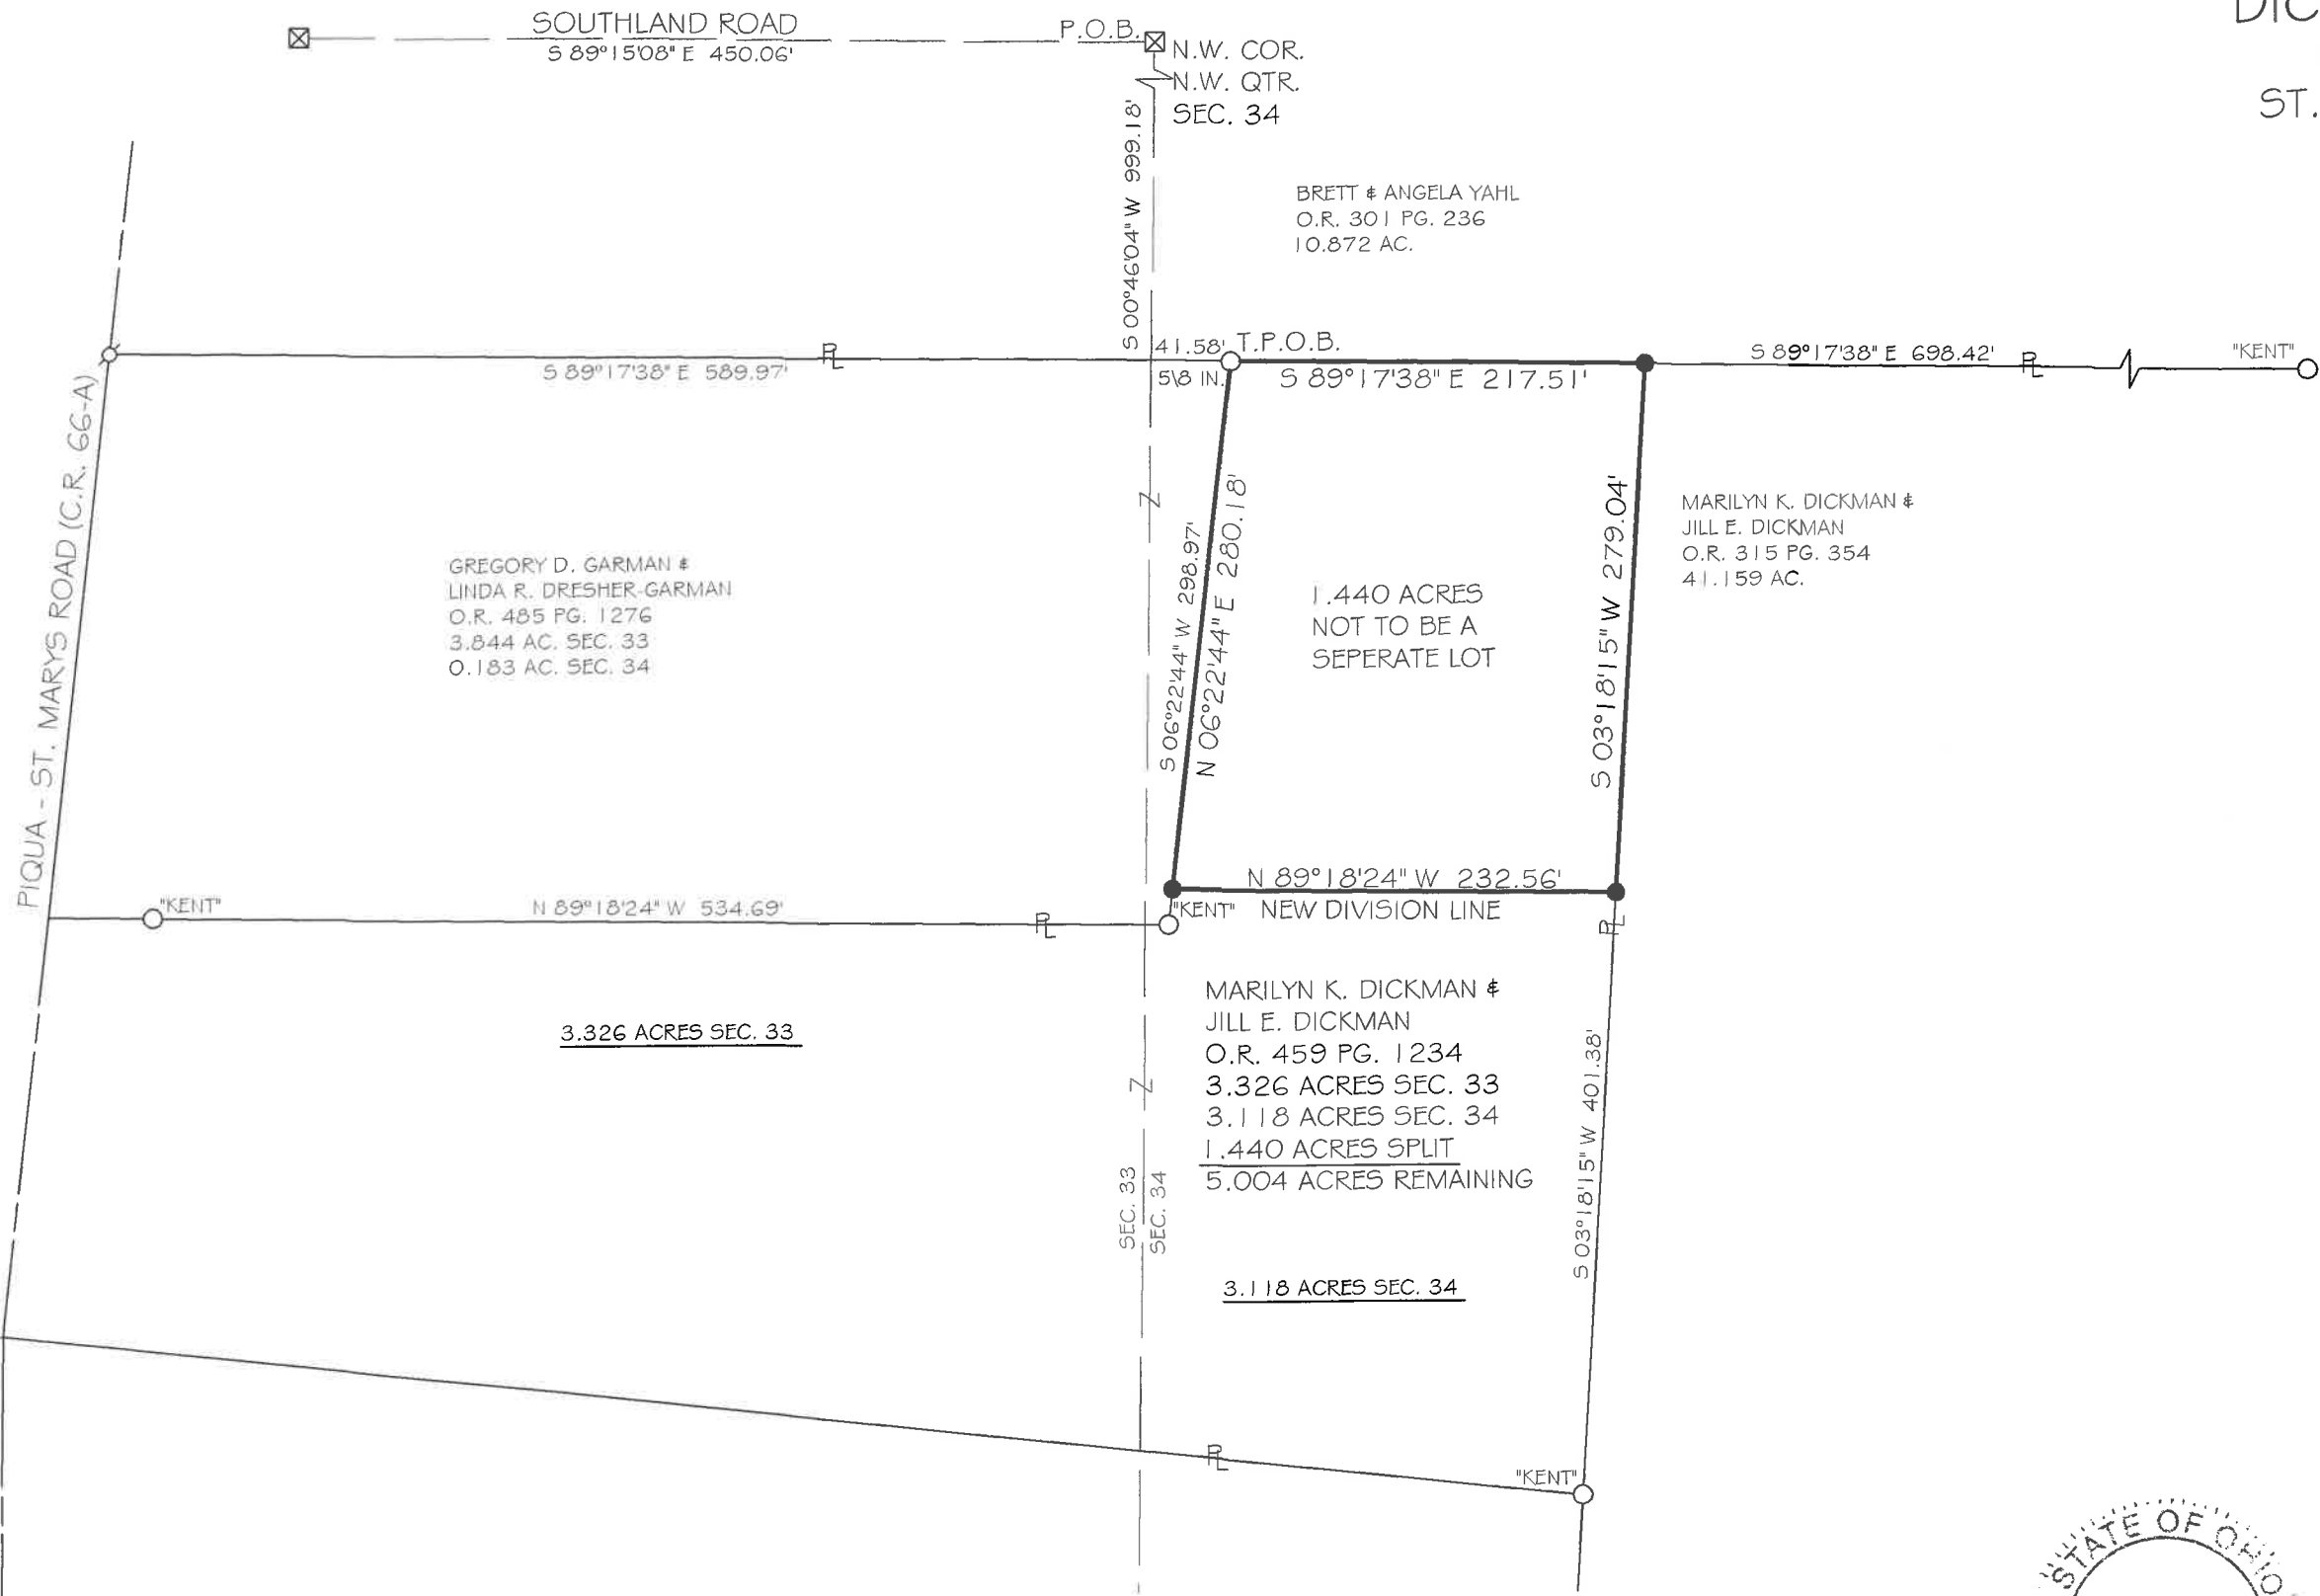 DIC
SOUTHLAND ROAD
S 89°15'08" E 450.06'
P.O.B.
N.W. COR.
N.W. QTR.
SEC. 34
ST.
S 00°46'04" W 999.18'
BRETT & ANGELA YAHL
O.R. 301 PG. 236
10.872 AC.
41.58'
T.P.O.B.
5\8 IN.
S 89°17'38" E 589.97'
PL
S 89°17'38" E 217.51'
S 89°17'38" E 698.42'
PL
"KENT"
PIQUA - ST. MARYS ROAD (C.R. 66-A)
GREGORY D. GARMAN &
LINDA R. DRESHER-GARMAN
O.R. 485 PG. 1276
3.844 AC. SEC. 33
0.183 AC. SEC. 34
Z
S 06°22'44" W 298.97'
N 06°22'44" E 280.18'
1.440 ACRES
NOT TO BE A
SEPERATE LOT
S 03°18'15" W 279.04'
MARILYN K. DICKMAN &
JILL E. DICKMAN
O.R. 315 PG. 354
41.159 AC.
N 89°18'24" W 232.56'
"KENT"
N 89°18'24" W 534.69'
PL
"KENT"
NEW DIVISION LINE
PL
3.326 ACRES SEC. 33
Z
MARILYN K. DICKMAN &
JILL E. DICKMAN
O.R. 459 PG. 1234
3.326 ACRES SEC. 33
3.118 ACRES SEC. 34
1.440 ACRES SPLIT
5.004 ACRES REMAINING
S 03°18'15" W 401.38'
SEC. 33
SEC. 34
3.118 ACRES SEC. 34
PL
"KENT"
STATE OF OHIO